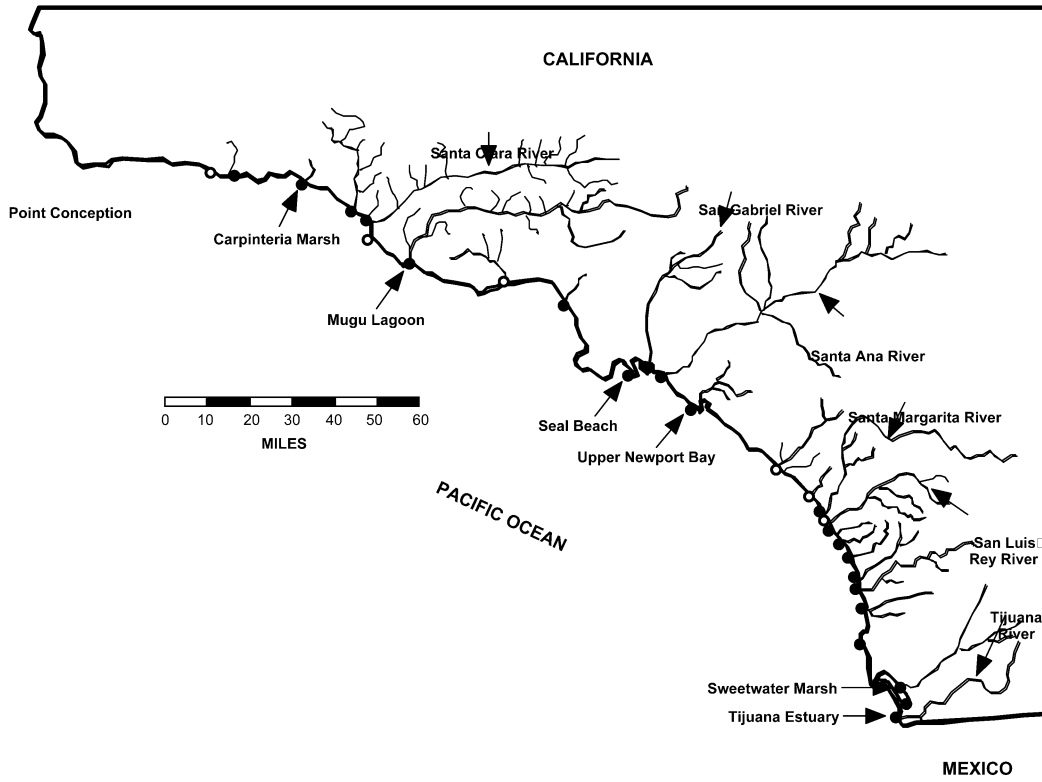 CALIFORNIA
Santa Clara River
Point Conception
San Gabriel River
Carpinteria Marsh
Mugu Lagoon
Santa Ana River
0 10 20 30 40 50 60
MILES
Seal Beach
Santa Margarita River
Upper Newport Bay
PACIFIC OCEAN
San Luis
Rey River
Tijuana
River
Sweetwater Marsh
Tijuana Estuary
MEXICO